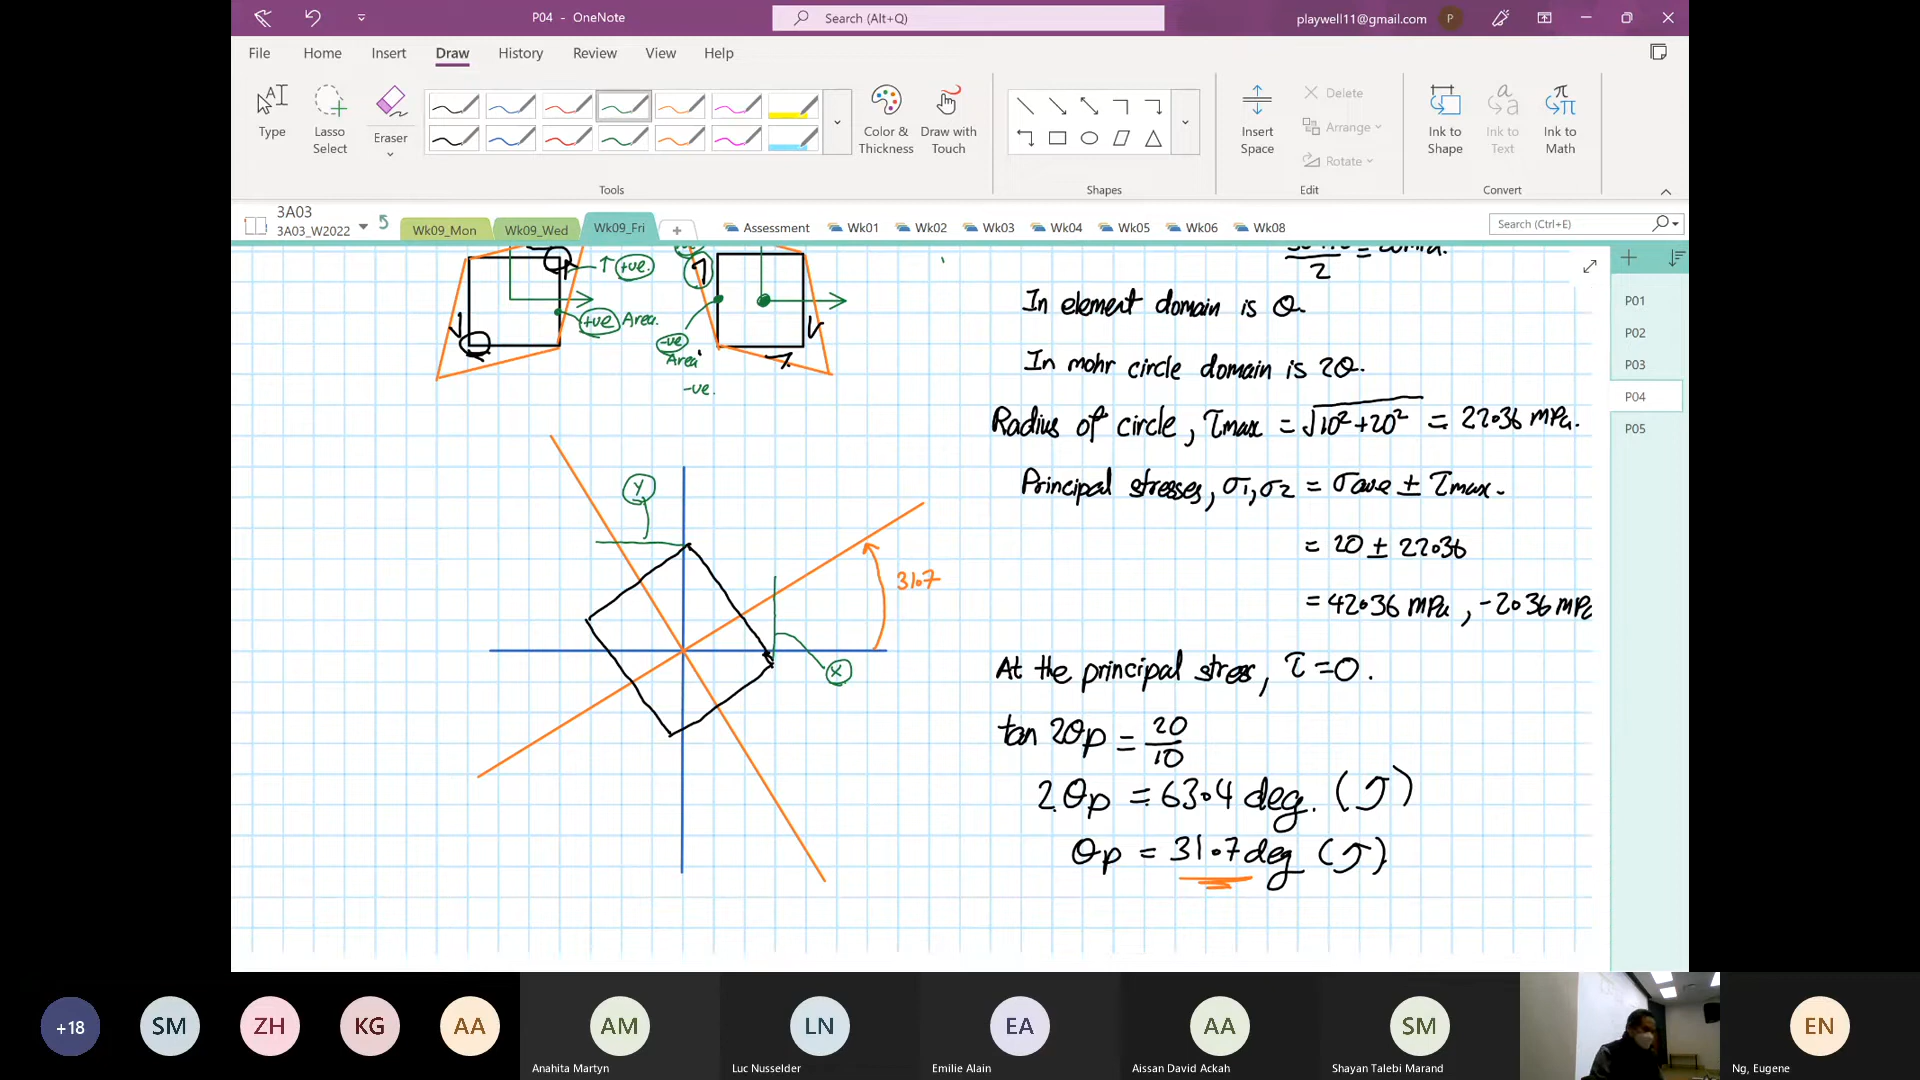 P04 - OneNote
Search (Alt+Q)
playwell11@gmail.com
P
File Home Insert Draw History Review View Help
Type
Lasso Select
Eraser
Color & Thickness
Draw with Touch
Insert Space
Delete
Arrange
Rotate
Ink to Shape
Ink to Text
Ink to Math
Tools
Shapes
Edit
Convert
3A03
3A03_W2022
Wk09_Mon
Wk09_Wed
Wk09_Fri
Assessment
Wk01
Wk02
Wk03
Wk04
Wk05
Wk06
Wk08
Search (Ctrl+E)
P01
P02
P03
P04
P05
↑ +ve.
+ve Area.
-ve
Area
-ve.
Y
31.7
X
2 = 20 MPa.
In element domain is θ.
In mohr circle domain is 2θ.
Radius of circle, τmax = √10²+20² = 22.36 MPa.
Principal stresses, σ1, σ2 = σave ± τmax.
= 20 ± 22.36
= 42.36 MPa, -2.36 MPa
At the principal stress, τ = 0.
tan 2θp = 20/10
2θp = 63.4 deg. (↺)
θp = 31.7 deg (↺)
+18
SM
ZH
KG
AA
AM
Anahita Martyn
LN
Luc Nusselder
EA
Emilie Alain
AA
Aissan David Ackah
SM
Shayan Talebi Marand
EN
Ng, Eugene